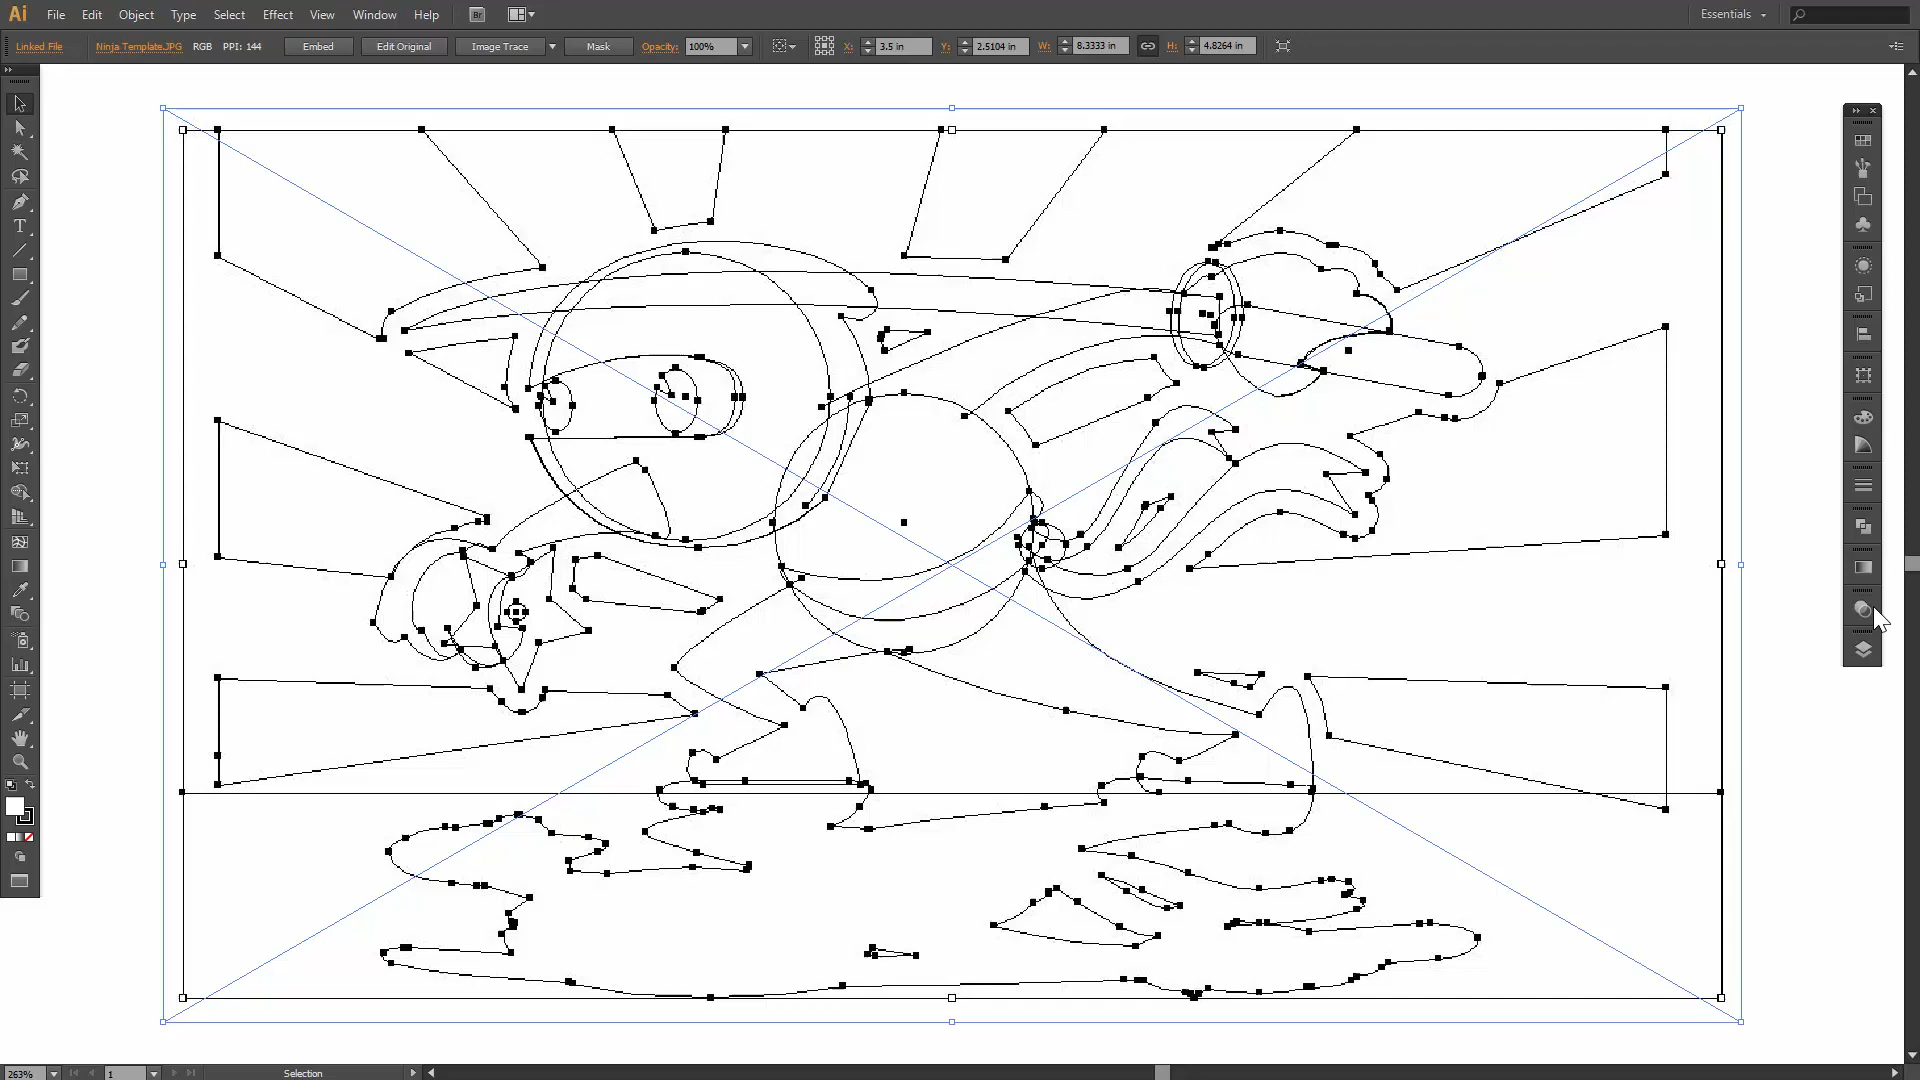 Ai File Edit Object Type Select Effect View Window Help Br Essentials
Linked File Ninja Template.JPG RGB PPI: 144 Embed Edit Original Image Trace Mask Opacity: 100% X: 3.5 in Y: 2.5104 in W: 8.3333 in H: 4.8264 in
T
263% 1 Selection